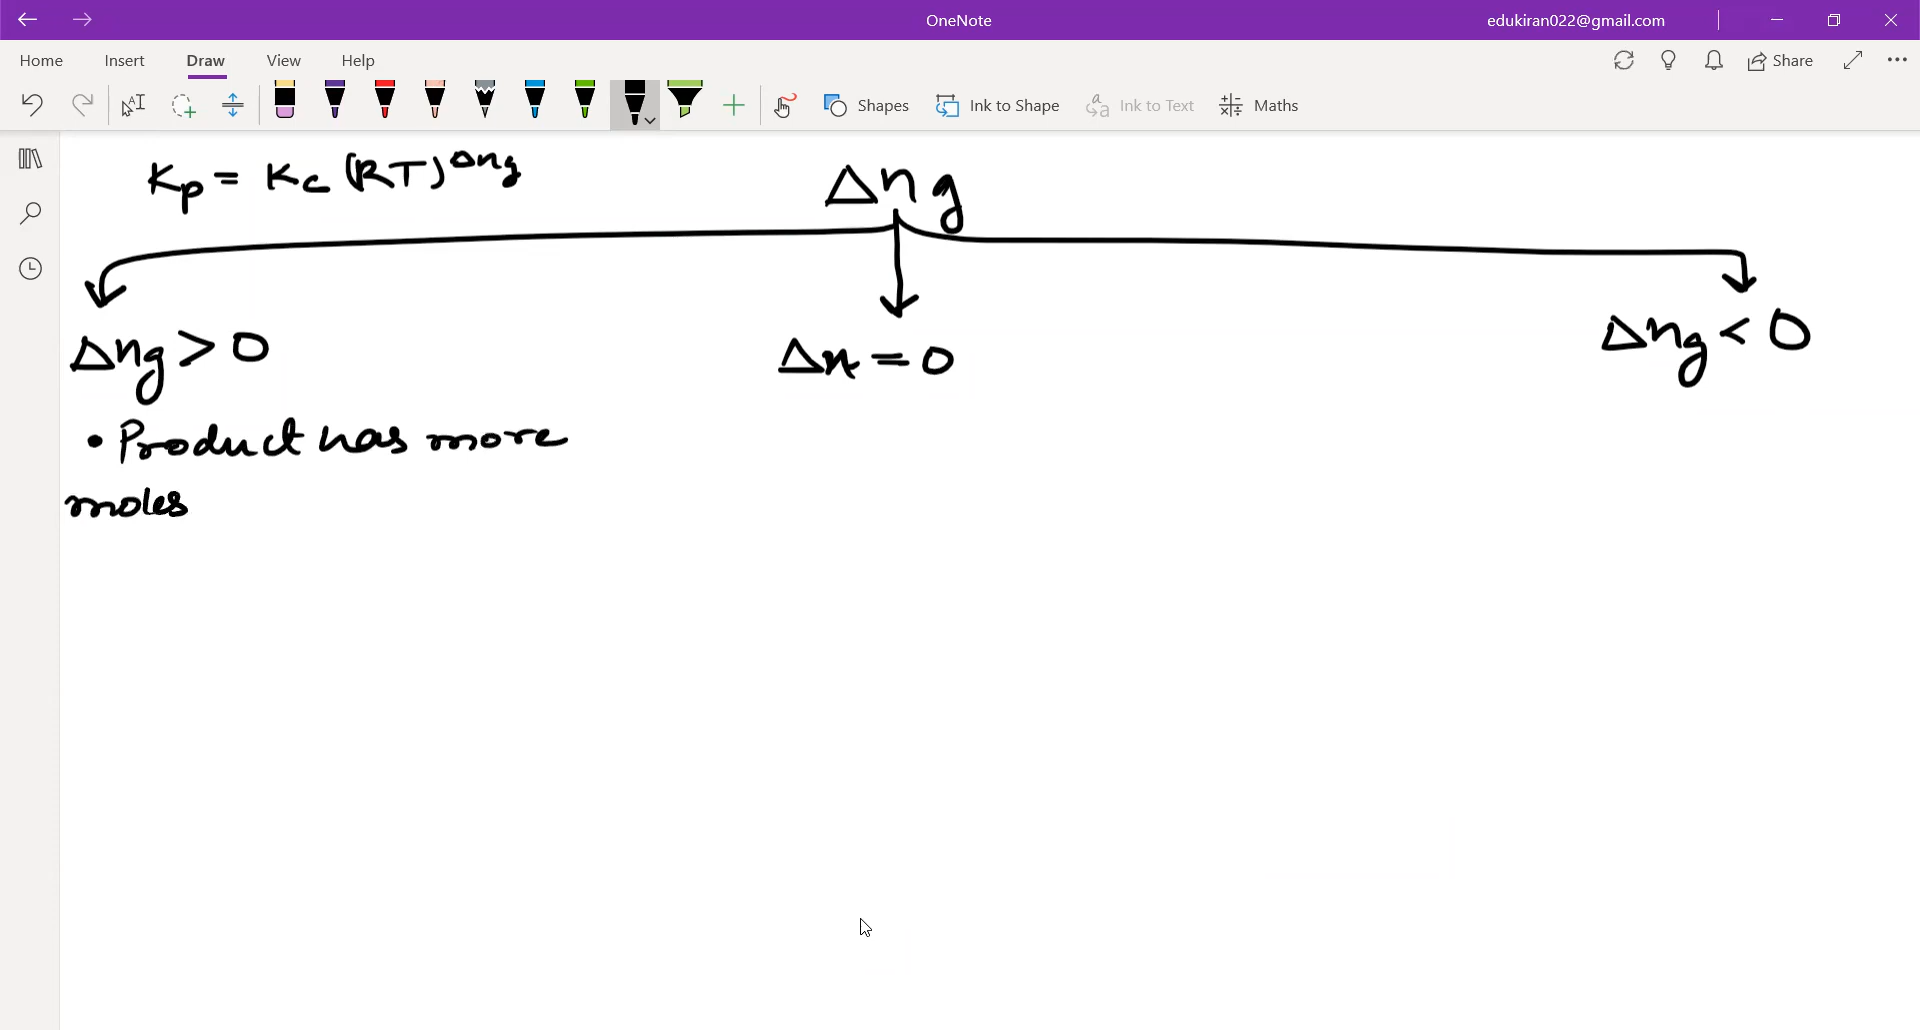 OneNote
edukiran022@gmail.com
Home Insert Draw View Help
Share
Shapes Ink to Shape Ink to Text Maths
Kp = Kc (RT)^Δng
Δng
Δng > 0
Δn = 0
Δng < 0
• Product has more
moles